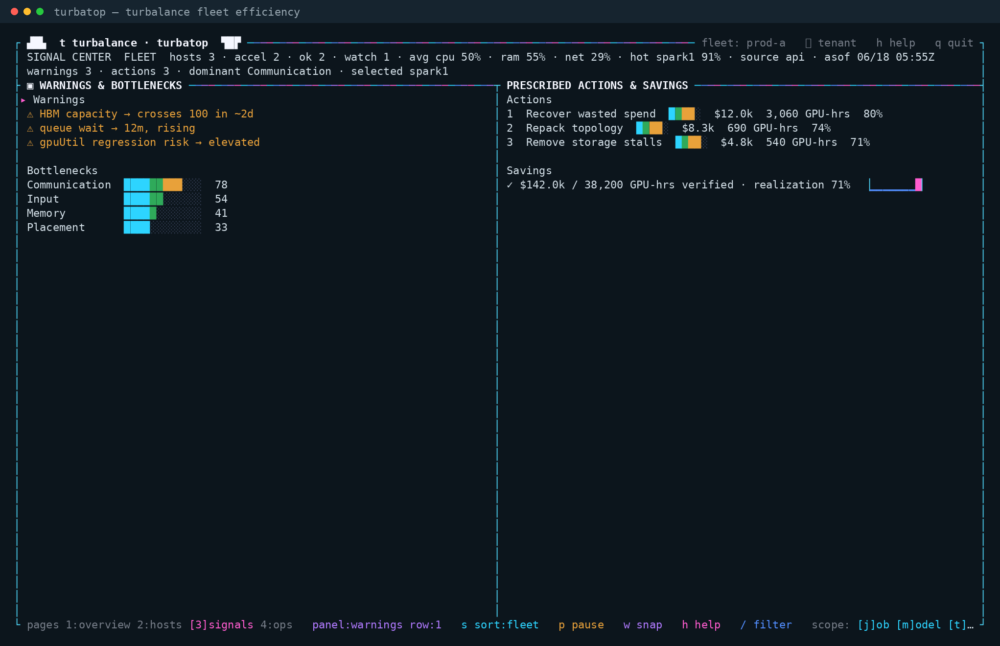 turbatop — turbalance fleet efficiency
t turbalance · turbatop fleet: prod-a tenant h help q quit
SIGNAL CENTER FLEET hosts 3 · accel 2 · ok 2 · watch 1 · avg cpu 50% · ram 55% · net 29% · hot spark1 91% · source api · asof 06/18 05:55Z
warnings 3 · actions 3 · dominant Communication · selected spark1
▣ WARNINGS & BOTTLENECKS
▸ Warnings
⚠ HBM capacity → crosses 100 in ~2d
⚠ queue wait → 12m, rising
⚠ gpuUtil regression risk → elevated
Bottlenecks
Communication 78
Input 54
Memory 41
Placement 33
PRESCRIBED ACTIONS & SAVINGS
Actions
1 Recover wasted spend $12.0k 3,060 GPU-hrs 80%
2 Repack topology $8.3k 690 GPU-hrs 74%
3 Remove storage stalls $4.8k 540 GPU-hrs 71%
Savings
✓ $142.0k / 38,200 GPU-hrs verified · realization 71%
pages 1:overview 2:hosts [3]signals 4:ops panel:warnings row:1 s sort:fleet p pause w snap h help / filter scope: [j]ob [m]odel [t]…